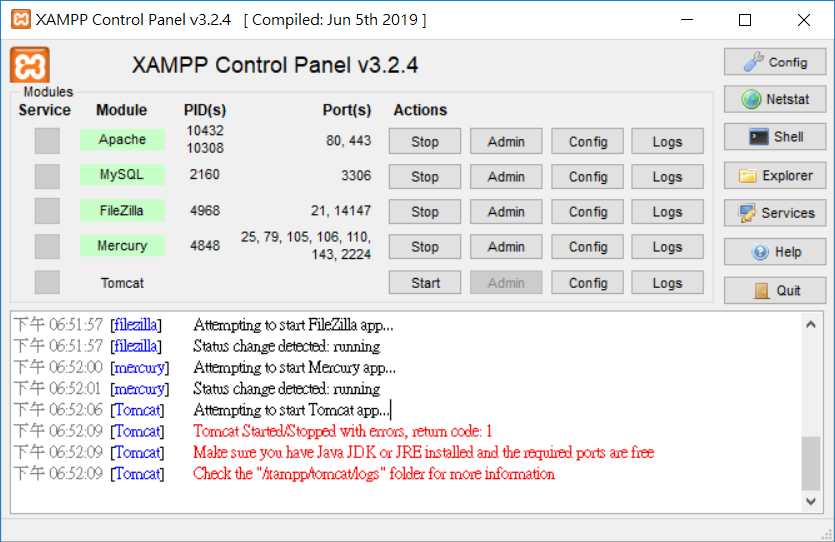 XAMPP Control Panel v3.2.4 [ Compiled: Jun 5th 2019 ]
XAMPP Control Panel v3.2.4
Config
Modules
Service Module PID(s) Port(s) Actions
Netstat
Apache 10432 10308 80, 443 Stop Admin Config Logs
Shell
MySQL 2160 3306 Stop Admin Config Logs
Explorer
FileZilla 4968 21, 14147 Stop Admin Config Logs
Services
Mercury 4848 25, 79, 105, 106, 110, 143, 2224 Stop Admin Config Logs
Help
Tomcat Start Admin Config Logs
Quit
下午 06:51:57 [filezilla] Attempting to start FileZilla app...
下午 06:51:57 [filezilla] Status change detected: running
下午 06:52:00 [mercury] Attempting to start Mercury app...
下午 06:52:01 [mercury] Status change detected: running
下午 06:52:06 [Tomcat] Attempting to start Tomcat app...
下午 06:52:09 [Tomcat] Tomcat Started/Stopped with errors, return code: 1
下午 06:52:09 [Tomcat] Make sure you have Java JDK or JRE installed and the required ports are free
下午 06:52:09 [Tomcat] Check the "/xampp/tomcat/logs" folder for more information